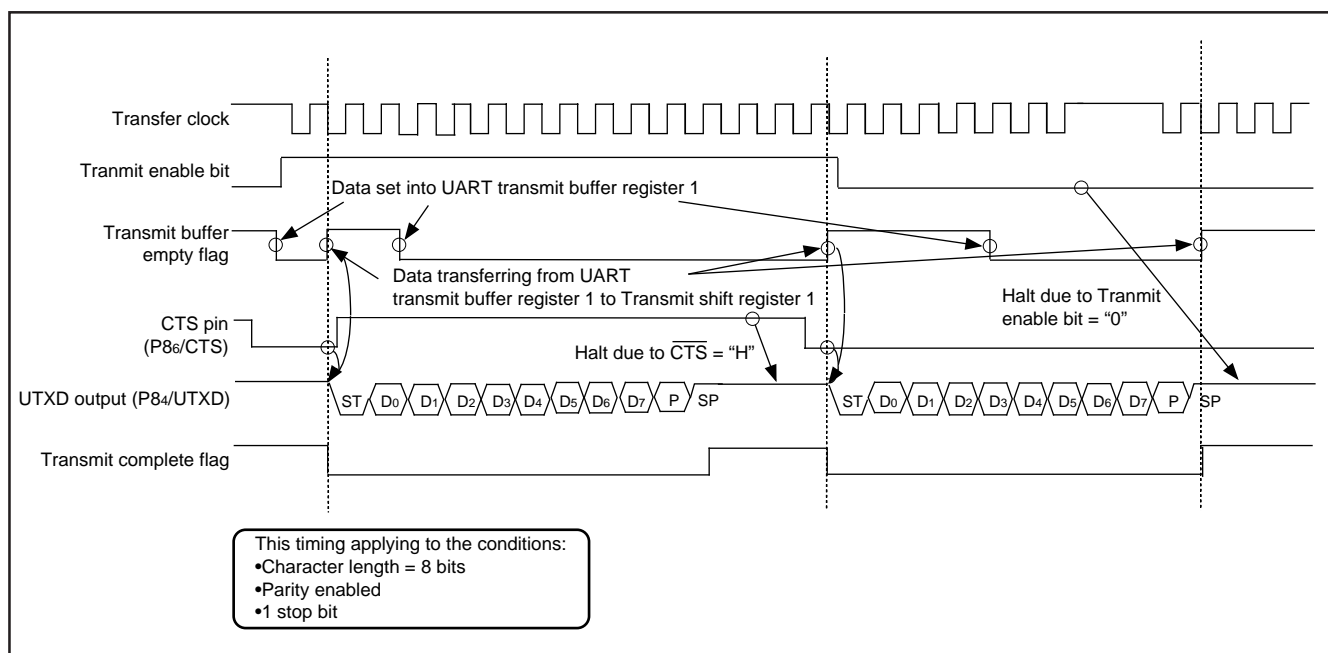 Transfer clock
Tranmit enable bit
Data set into UART transmit buffer register 1
Transmit buffer
empty flag
Data transferring from UART
transmit buffer register 1 to Transmit shift register 1
Halt due to Tranmit
enable bit = “0”
CTS pin
(P86/CTS)
Halt due to CTS = “H”
UTXD output (P84/UTXD)
ST D0 D1 D2 D3 D4 D5 D6 D7 P SP
ST D0 D1 D2 D3 D4 D5 D6 D7 P SP
Transmit complete flag
This timing applying to the conditions:
•Character length = 8 bits
•Parity enabled
•1 stop bit